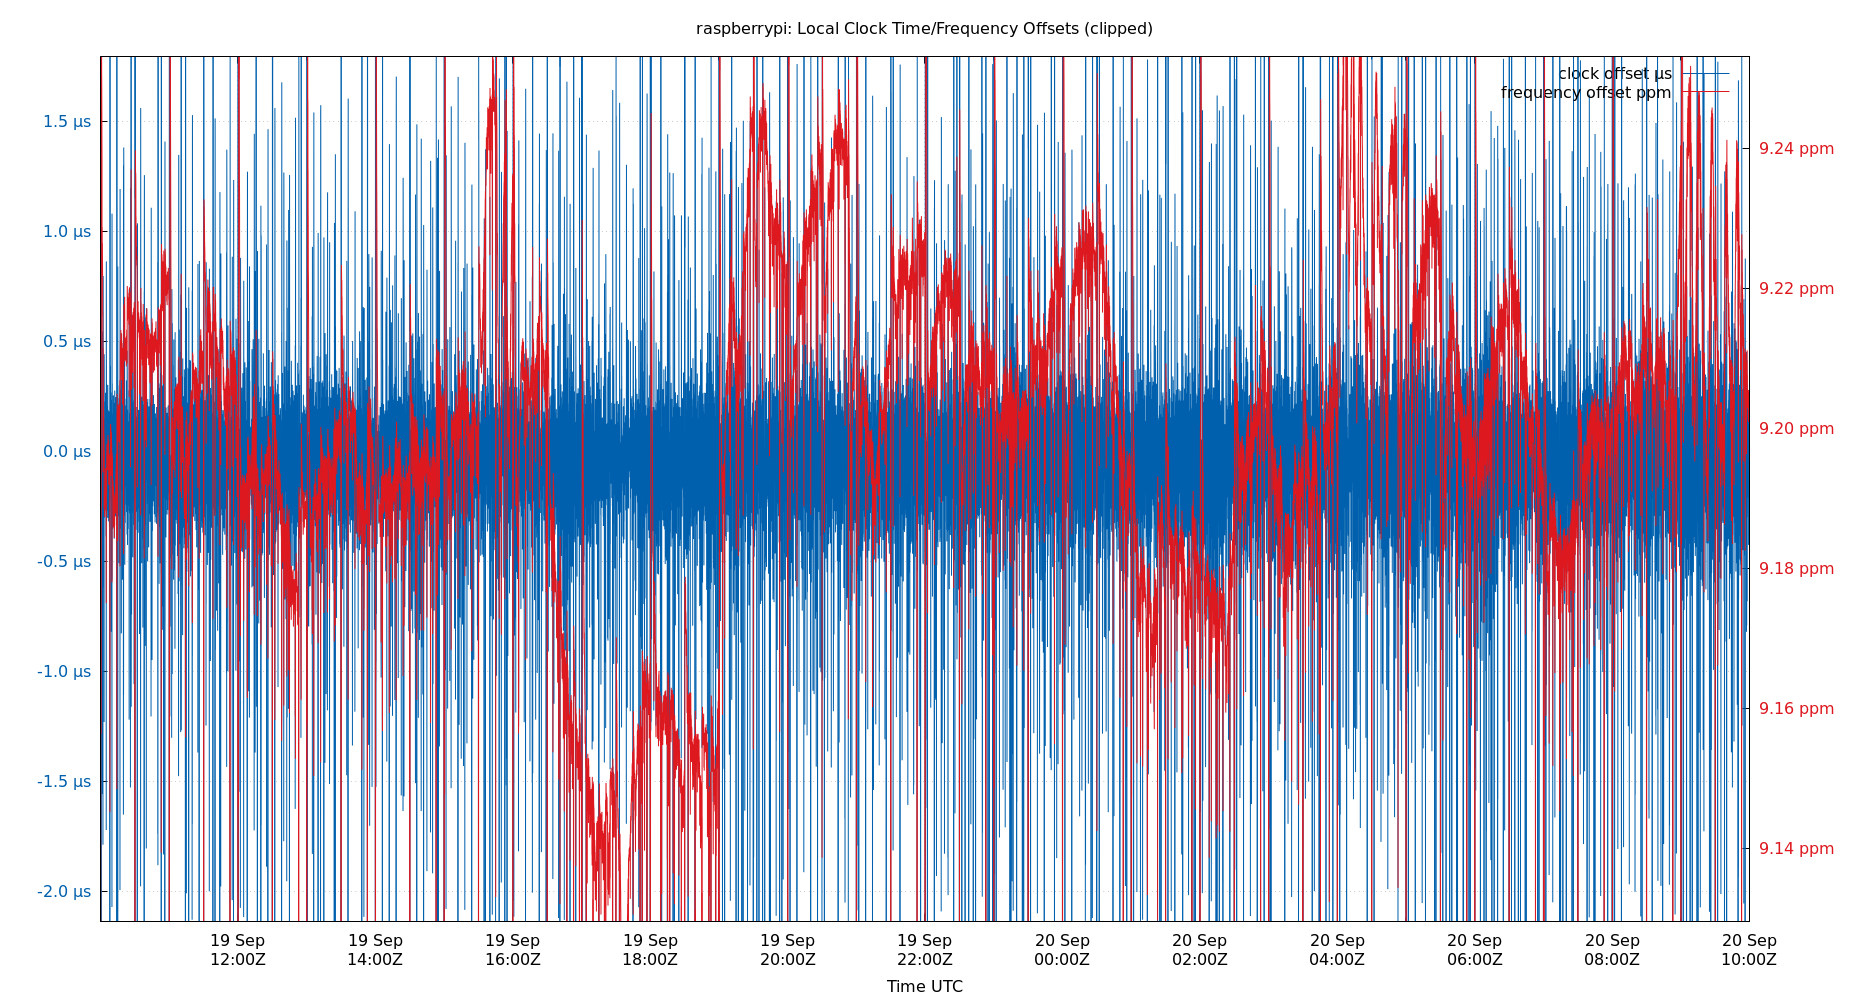 raspberrypi: Local Clock Time/Frequency Offsets (clipped)
clock offset µs
frequency offset ppm
1.5 µs
1.0 µs
0.5 µs
0.0 µs
-0.5 µs
-1.0 µs
-1.5 µs
-2.0 µs
9.24 ppm
9.22 ppm
9.20 ppm
9.18 ppm
9.16 ppm
9.14 ppm
19 Sep 19 Sep 19 Sep 19 Sep 19 Sep 19 Sep 20 Sep 20 Sep 20 Sep 20 Sep 20 Sep 20 Sep
12:00Z 14:00Z 16:00Z 18:00Z 20:00Z 22:00Z 00:00Z 02:00Z 04:00Z 06:00Z 08:00Z 10:00Z
Time UTC